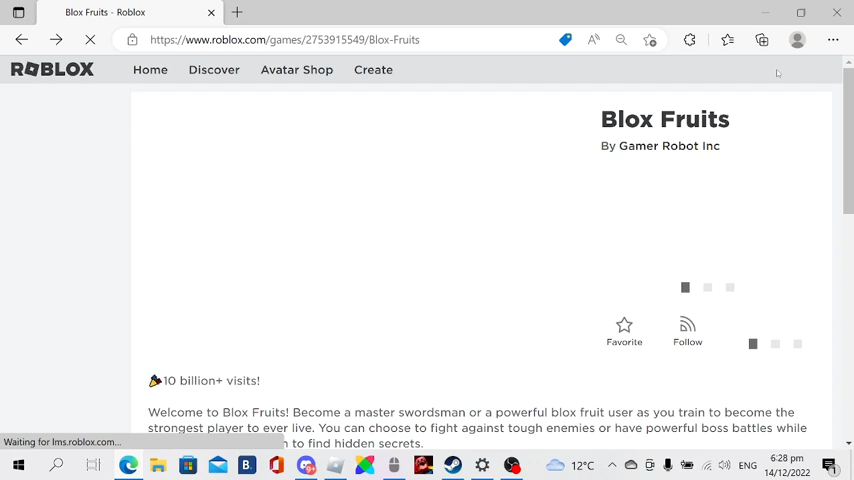 Blox Fruits - Roblox
https://www.roblox.com/games/2753915549/Blox-Fruits
ROBLOX Home Discover Avatar Shop Create
Blox Fruits
By Gamer Robot Inc
Favorite Follow
10 billion+ visits!
Welcome to Blox Fruits! Become a master swordsman or a powerful blox fruit user as you train to become the
strongest player to ever live. You can choose to fight against tough enemies or have powerful boss battles while
to find hidden secrets.
Waiting for lms.roblox.com...
B.
9+
12°C
ENG
6:28 pm
14/12/2022
1